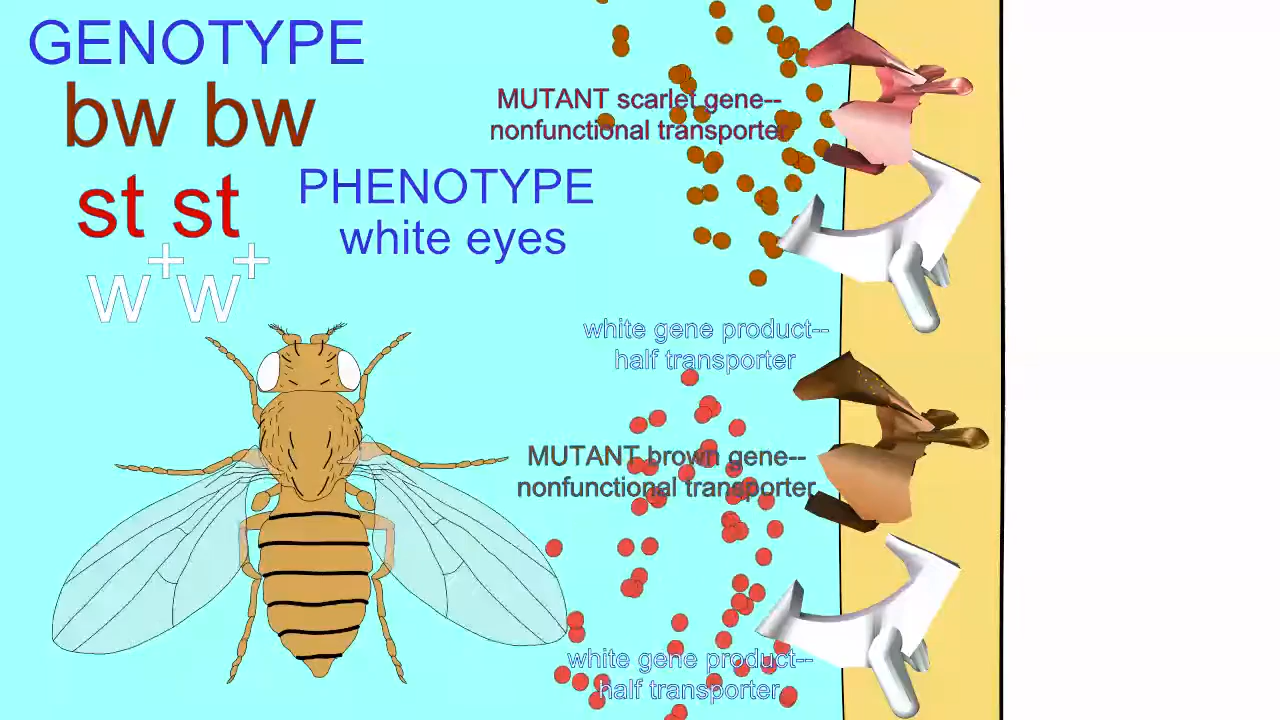 GENOTYPE
bw bw
st st
w+w+
PHENOTYPE
white eyes
MUTANT scarlet gene--
nonfunctional transporter
white gene product--
half transporter
MUTANT brown gene--
nonfunctional transporter
white gene product--
half transporter